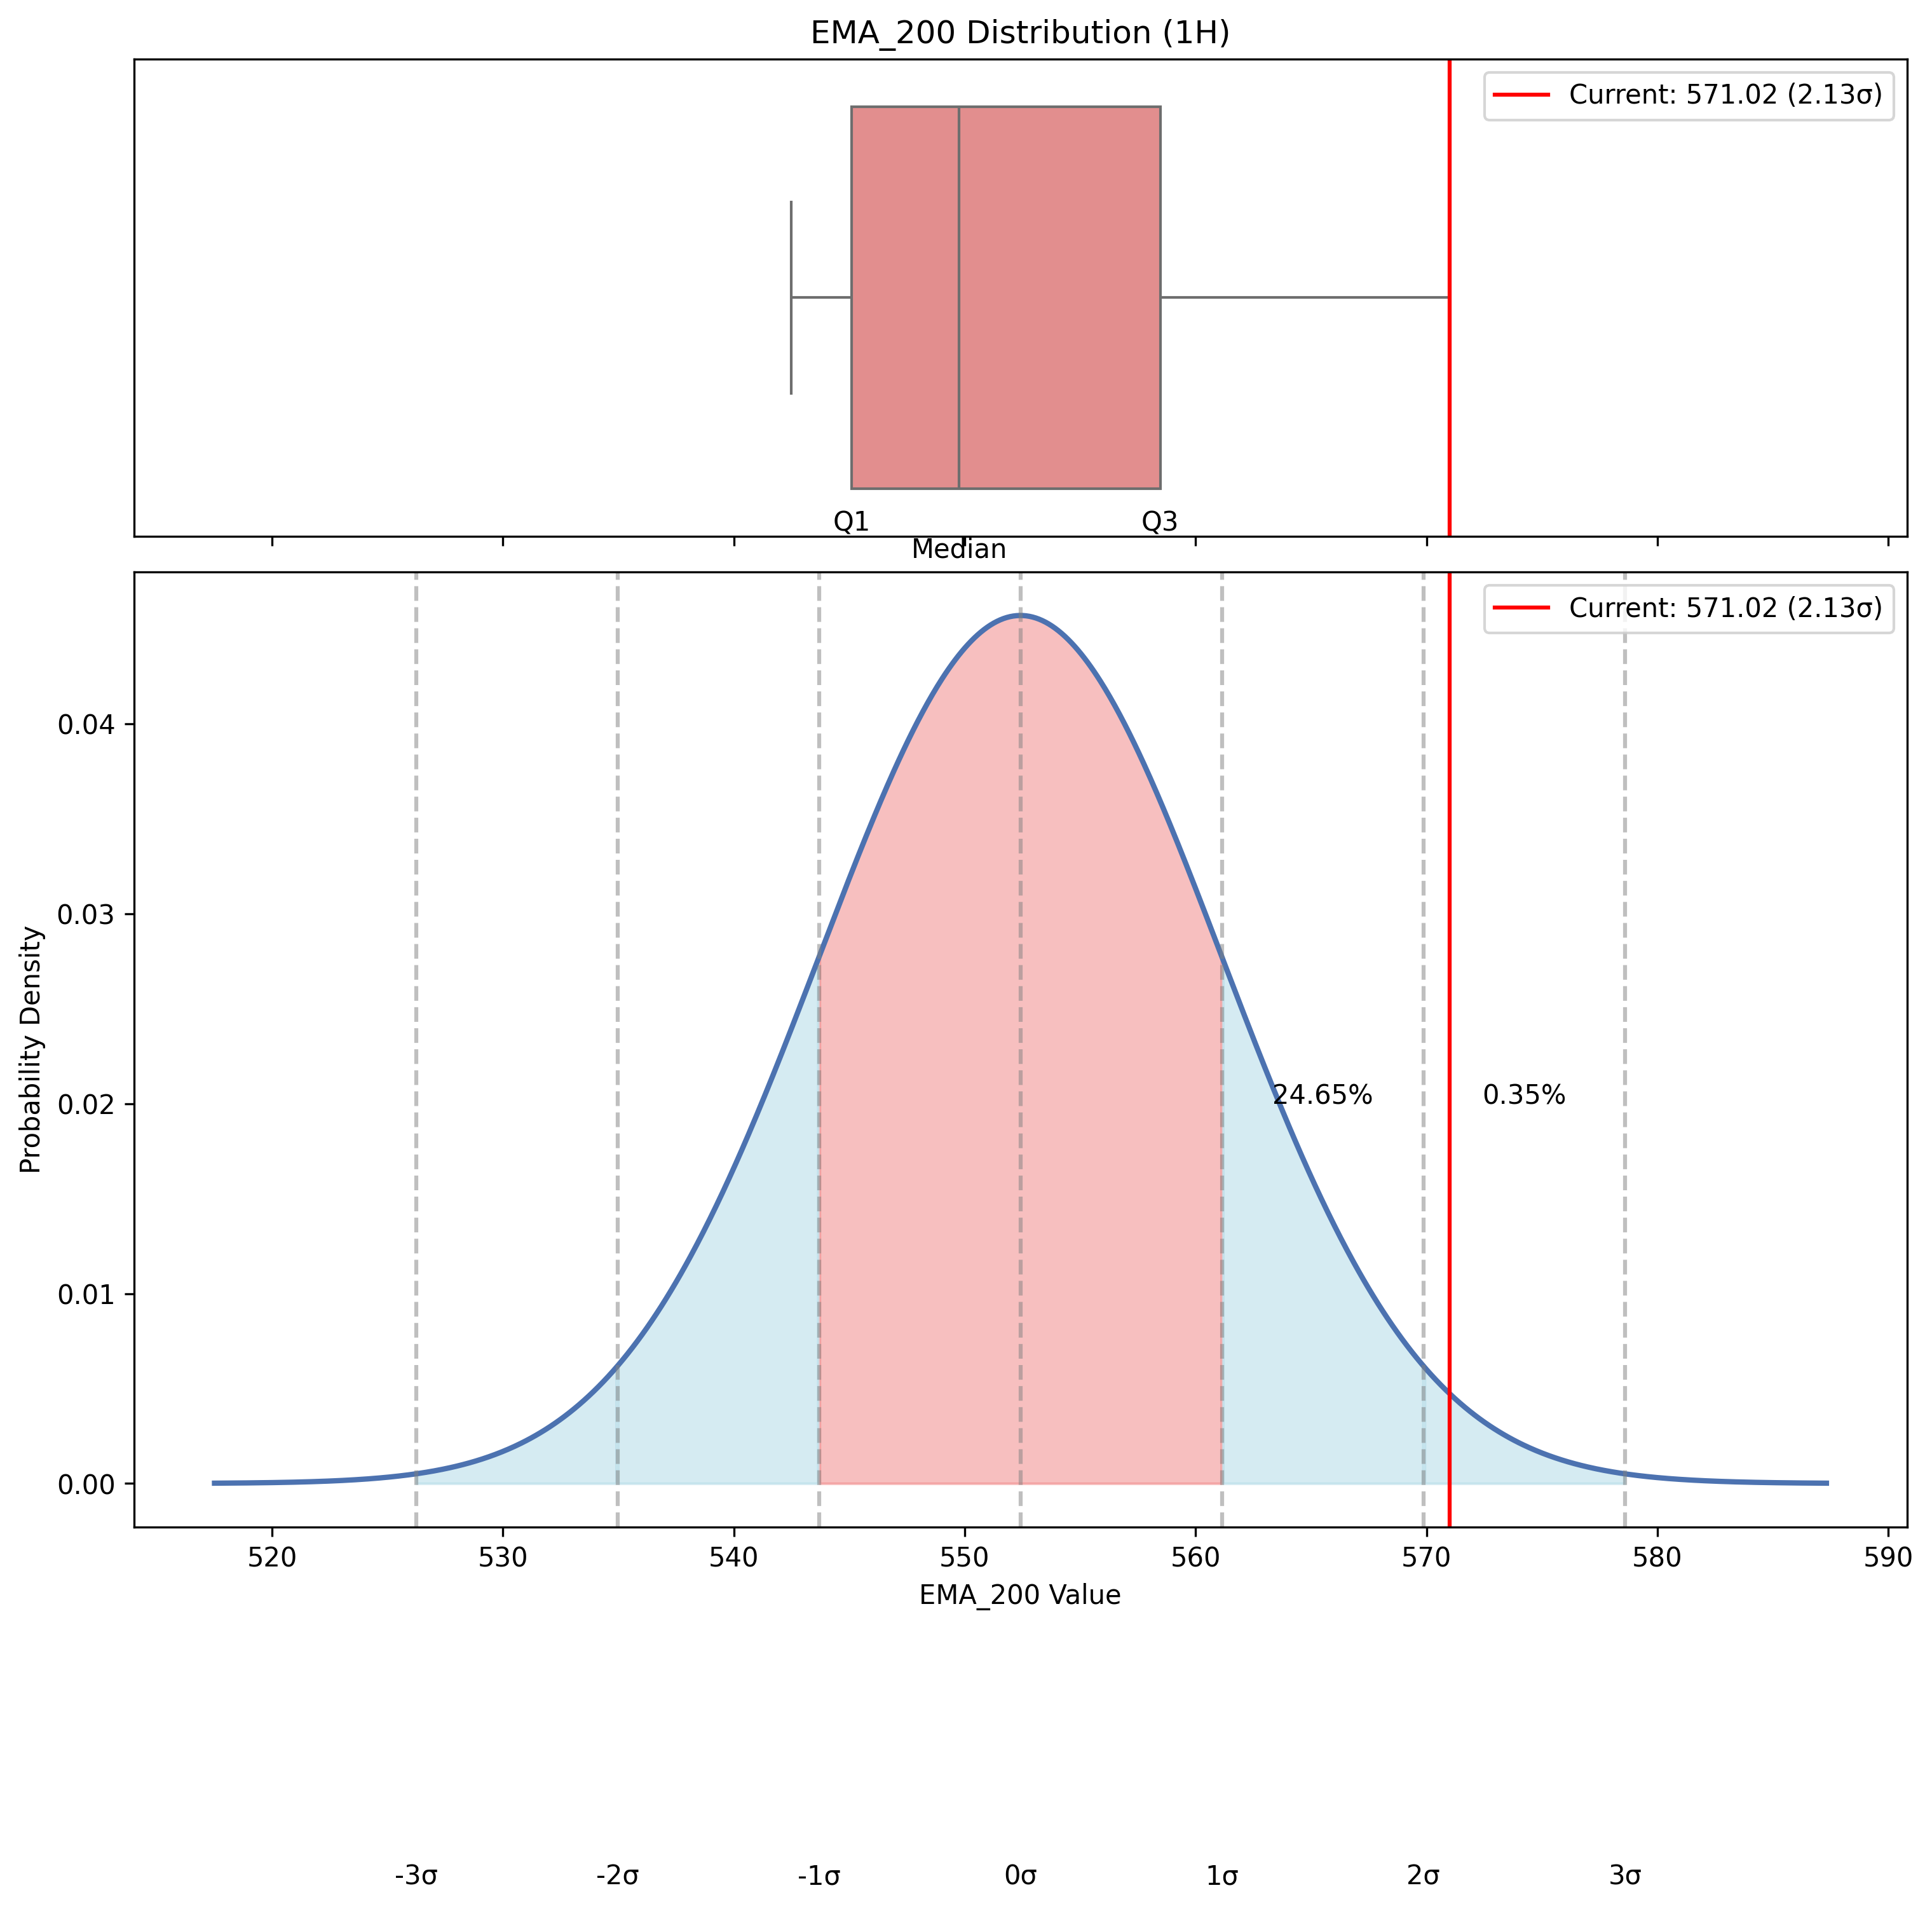 EMA_200 Distribution (1H)
Current: 571.02 (2.13σ)
Q1
Q3
Median
Current: 571.02 (2.13σ)
0.04
0.03
0.02
0.01
0.00
Probability Density
24.65%
0.35%
520 530 540 550 560 570 580 590
EMA_200 Value
-3σ -2σ -1σ 0σ 1σ 2σ 3σ